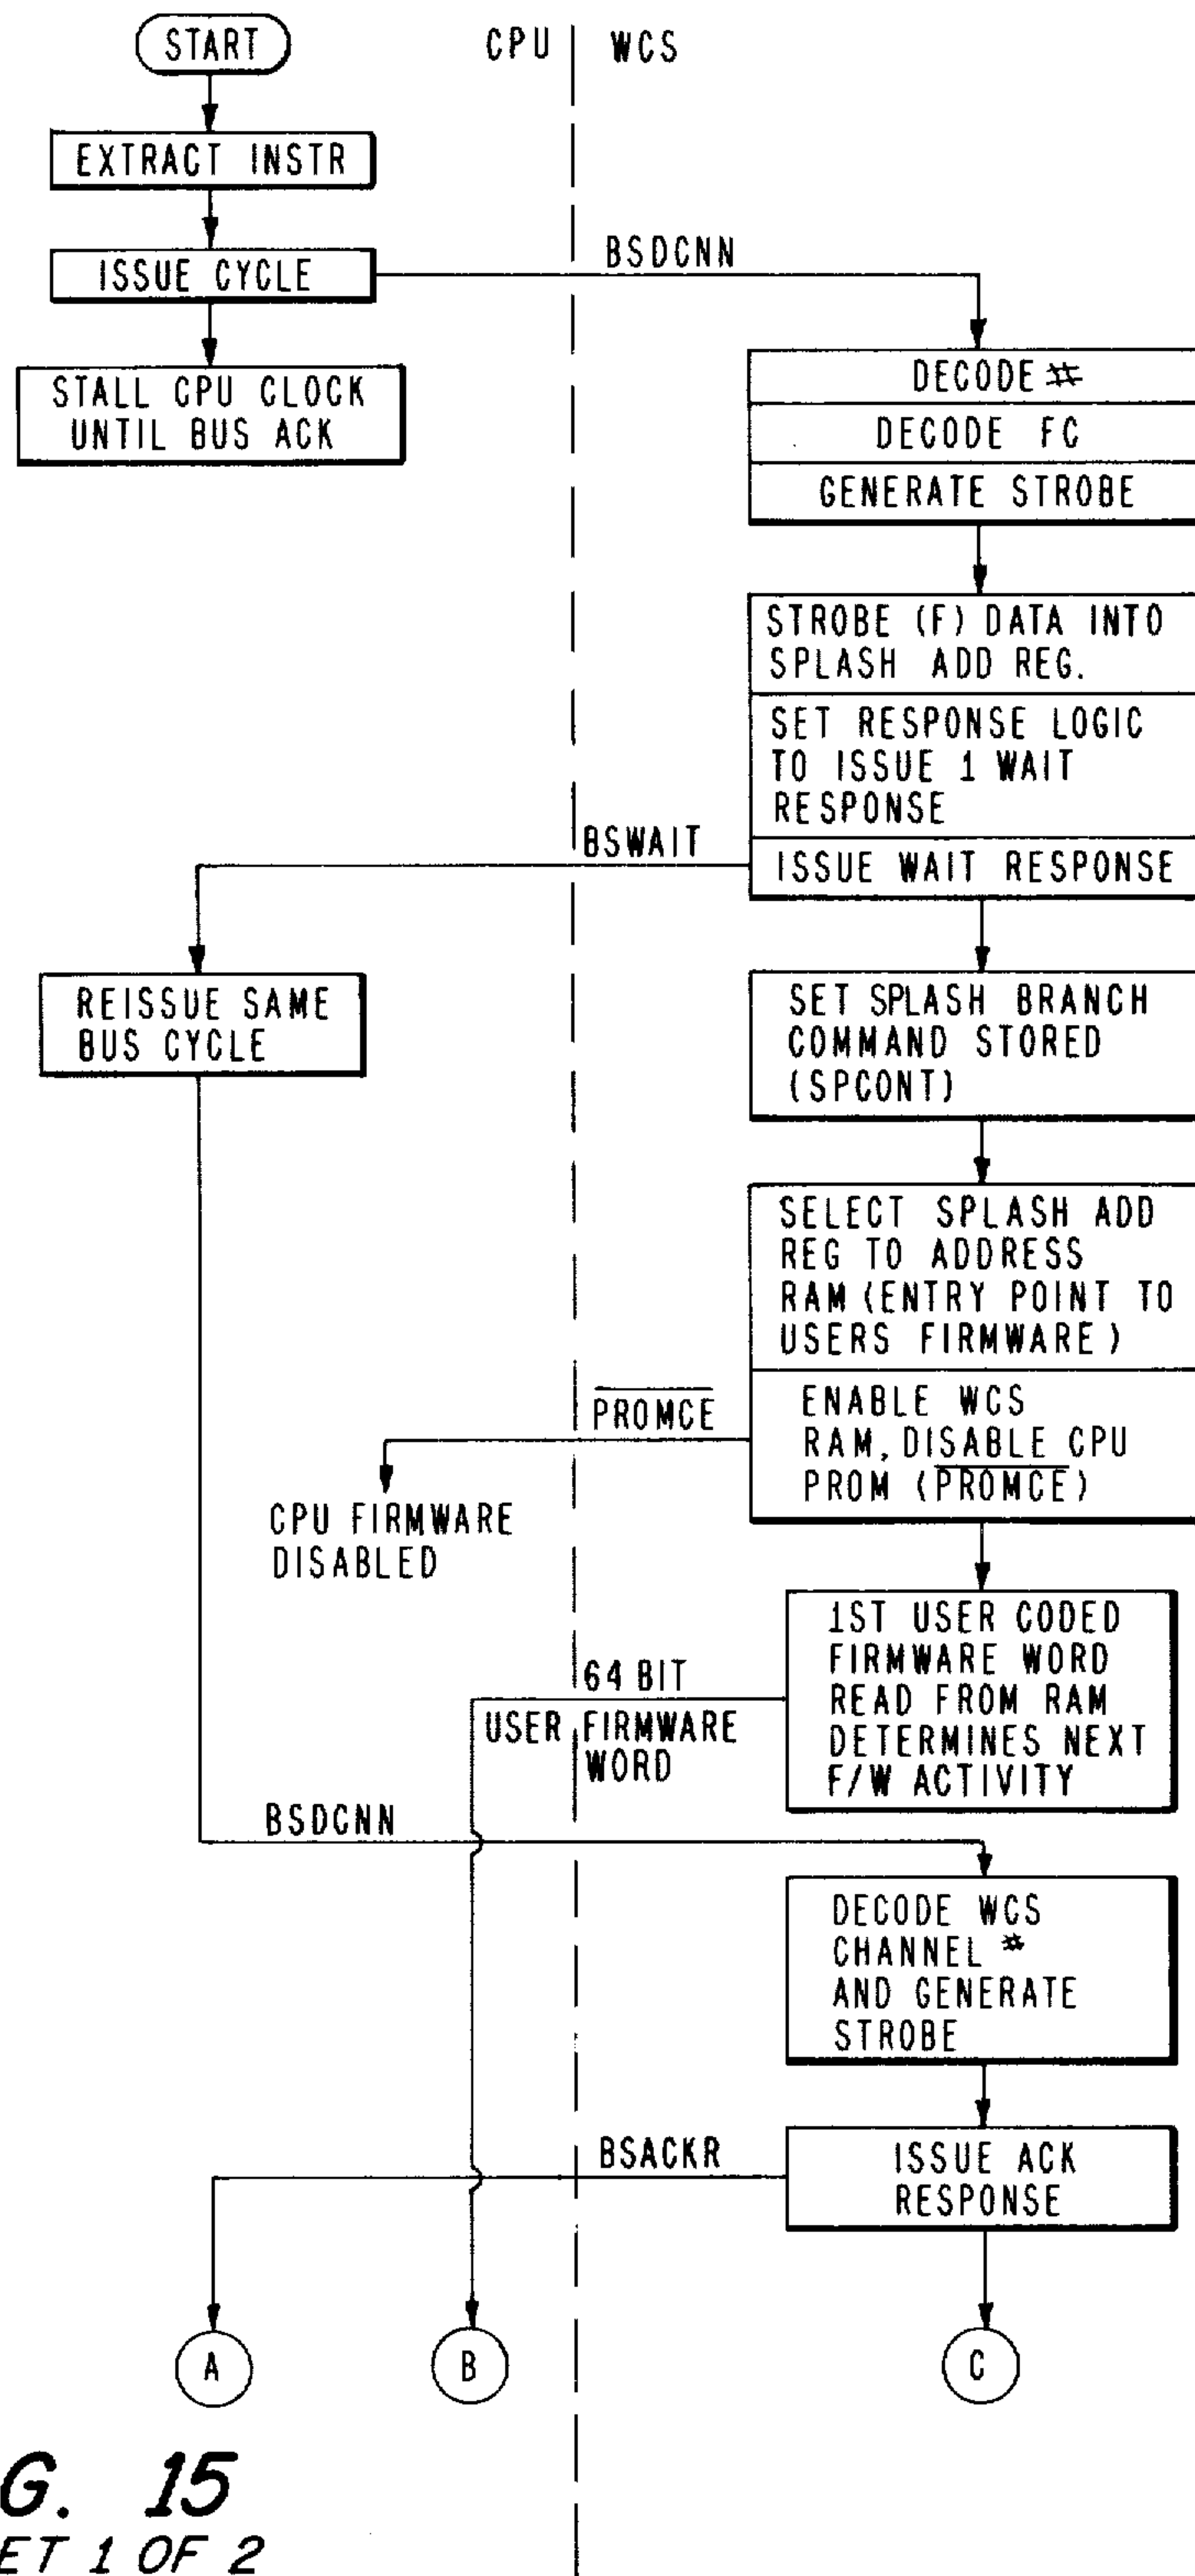 START
CPU
WCS
EXTRACT INSTR
ISSUE CYCLE
BSDCNN
STALL CPU CLOCK
UNTIL BUS ACK
DECODE #
DECODE FC
GENERATE STROBE
STROBE (F) DATA INTO
SPLASH ADD REG.
SET RESPONSE LOGIC
TO ISSUE 1 WAIT
RESPONSE
BSWAIT
ISSUE WAIT RESPONSE
REISSUE SAME
BUS CYCLE
SET SPLASH BRANCH
COMMAND STORED
(SPCONT)
SELECT SPLASH ADD
REG TO ADDRESS
RAM (ENTRY POINT TO
USERS FIRMWARE)
PROMCE
ENABLE WCS
RAM, DISABLE CPU
PROM (PROMCE)
CPU FIRMWARE
DISABLED
1ST USER CODED
FIRMWARE WORD
READ FROM RAM
DETERMINES NEXT
F/W ACTIVITY
64 BIT
USER FIRMWARE
WORD
BSDCNN
DECODE WCS
CHANNEL #
AND GENERATE
STROBE
BSACKR
ISSUE ACK
RESPONSE
A
B
C
G. 15
ET 1 OF 2